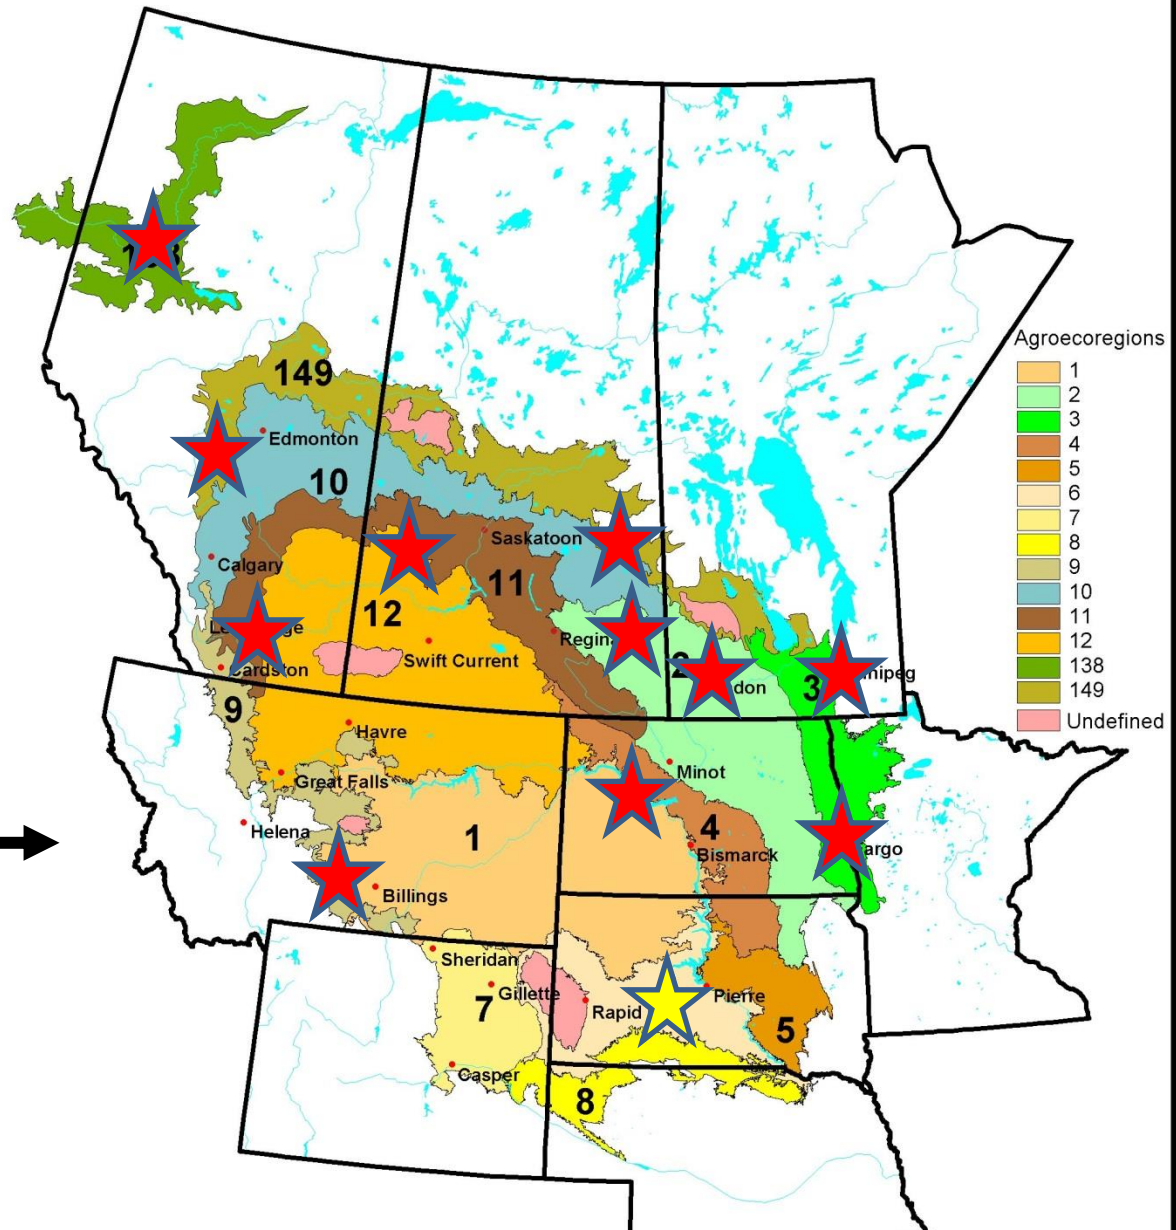 149
Edmonton
10
Saskatoon
Calgary
11
12
Regina
Swift Current
2
3
Cardston
9
Havre
Great Falls
Minot
Helena
1
4
Bismarck
Billings
Sheridan
Gillette
7
Rapid
Pierre
5
Casper
8
Agroecoregions
1
2
3
4
5
6
7
8
9
10
11
12
138
149
Undefined